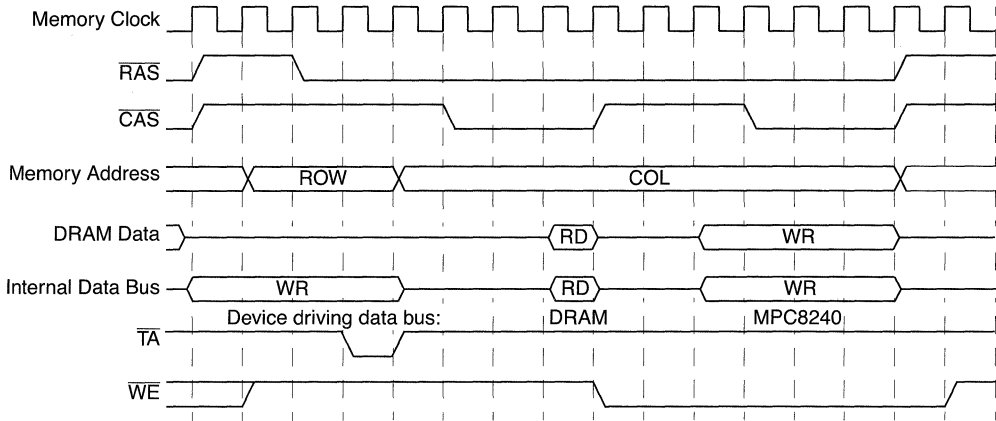 Memory Clock
RAS
CAS
Memory Address ROW COL
DRAM Data RD WR
Internal Data Bus WR RD WR
Device driving data bus: DRAM MPC8240
TA
WE